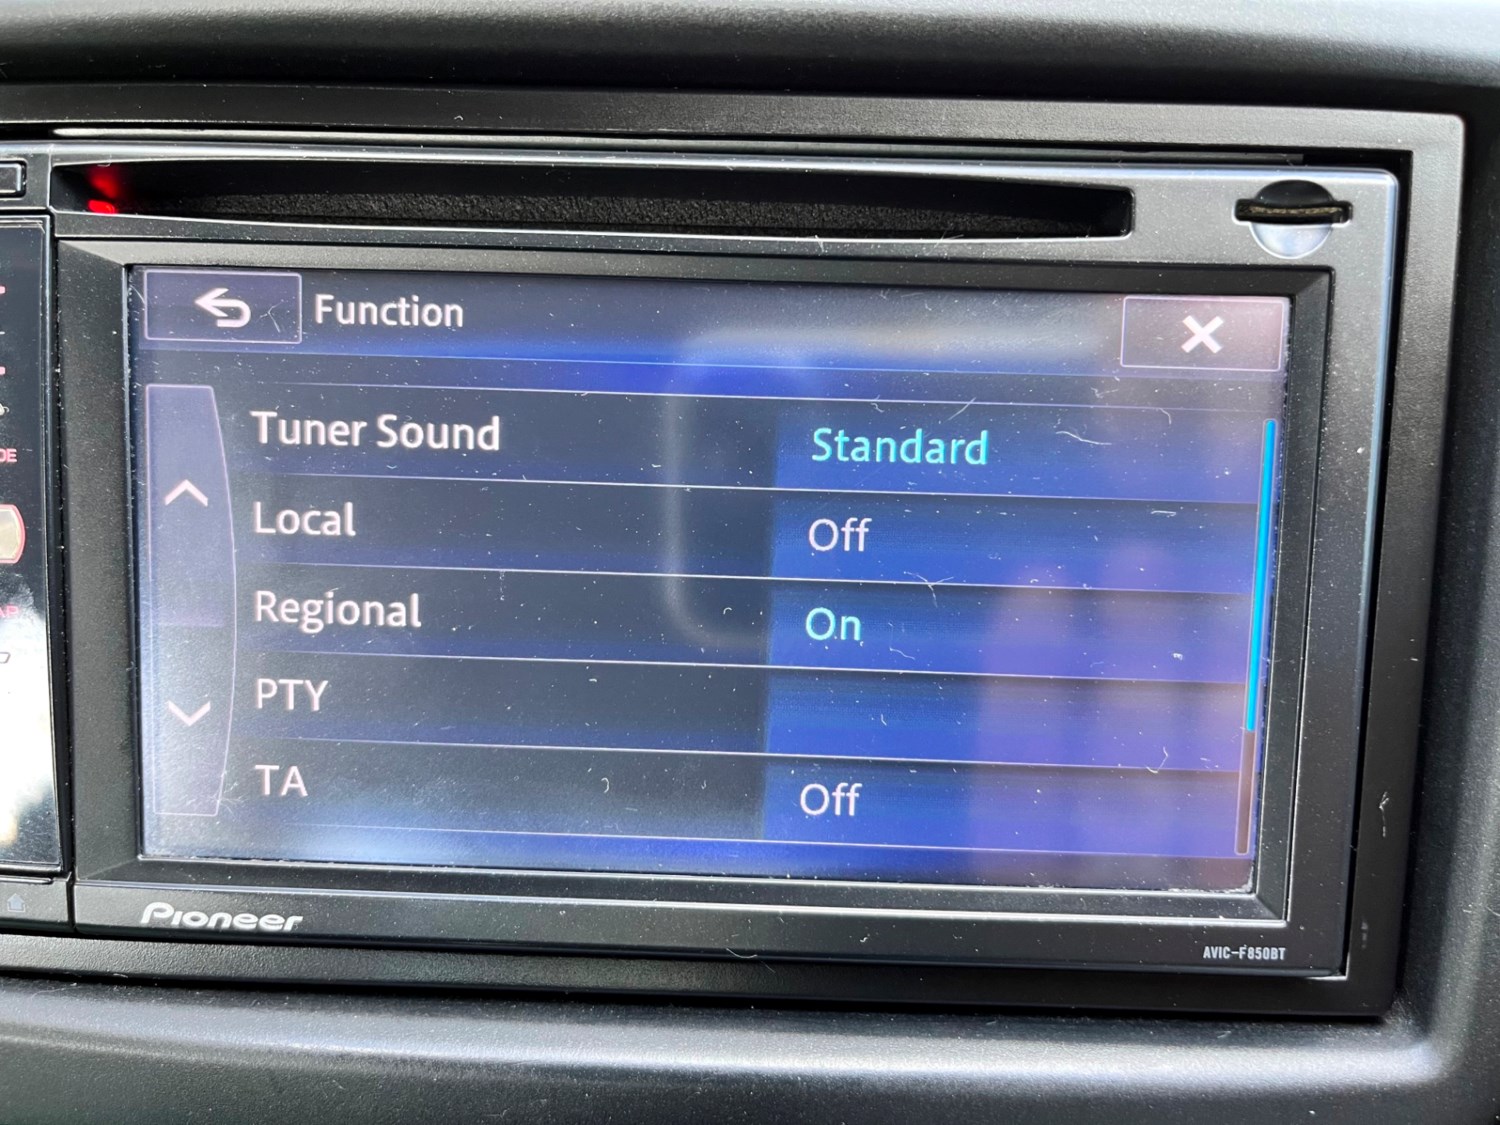 Function
Tuner Sound Standard
Local Off
Regional On
PTY
TA Off
Pioneer
AVIC-F850BT